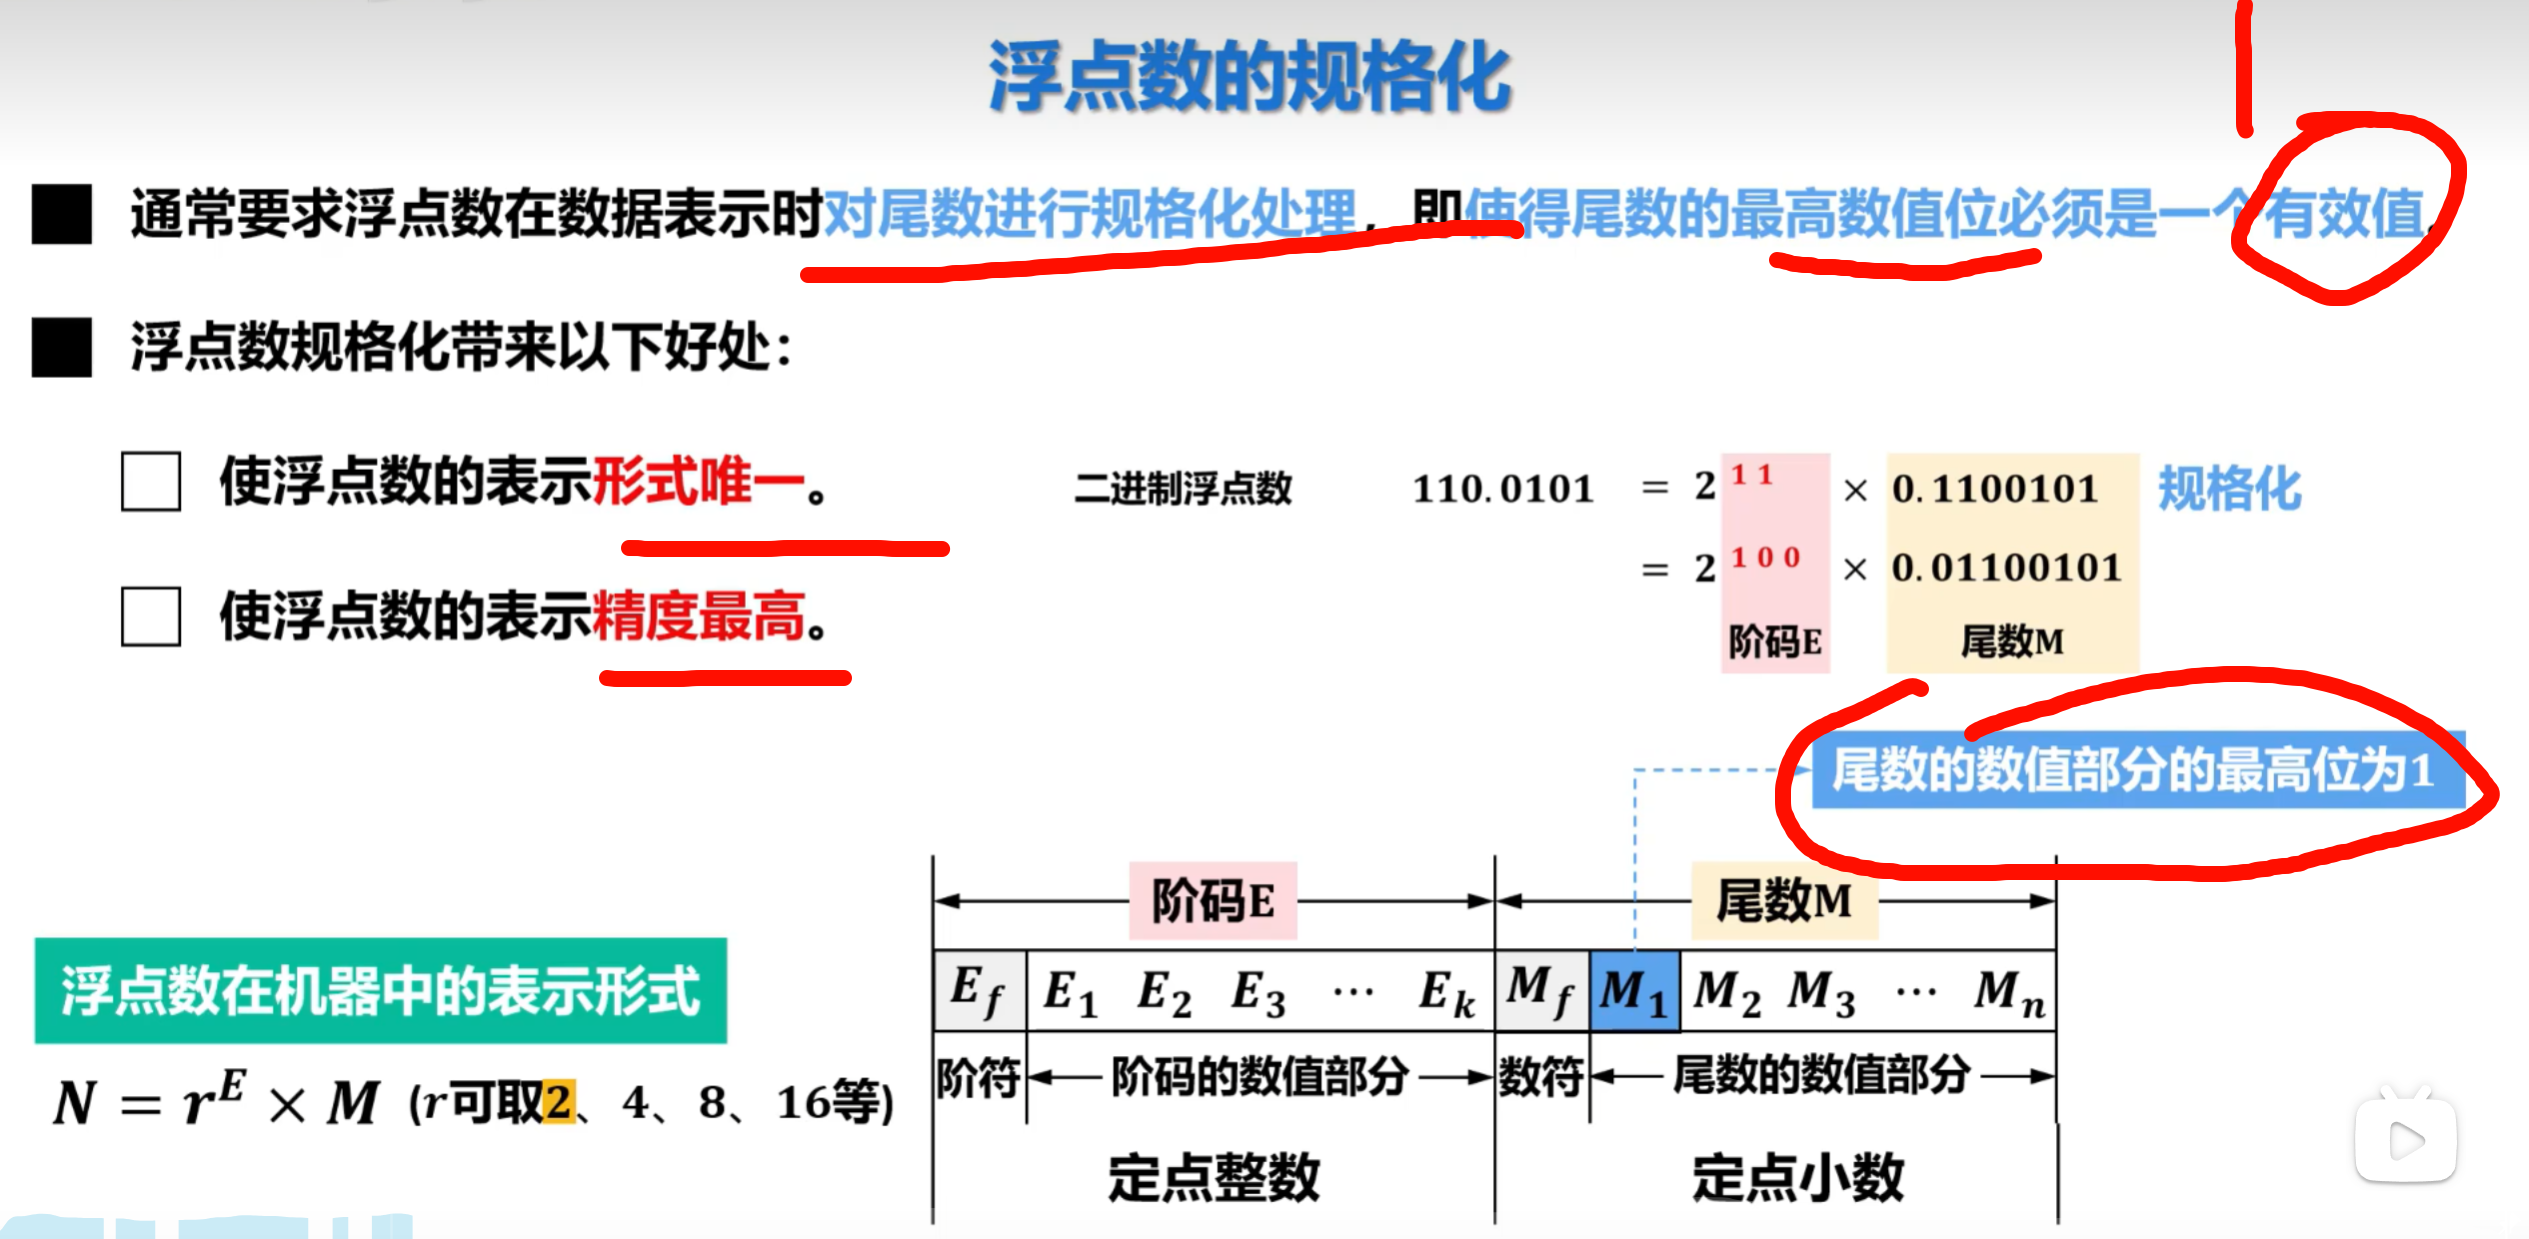 浮点数的规格化
通常要求浮点数在数据表示时对尾数进行规格化处理，即使得尾数的最高数值位必须是一个有效值。
浮点数规格化带来以下好处：
使浮点数的表示形式唯一。
二进制浮点数 110.0101 = 2^11 × 0.1100101 规格化
= 2^100 × 0.01100101
使浮点数的表示精度最高。
阶码E 尾数M
尾数的数值部分的最高位为1
阶码E 尾数M
浮点数在机器中的表示形式
E_f E_1 E_2 E_3 ⋯ E_k M_f M_1 M_2 M_3 ⋯ M_n
阶符 阶码的数值部分 数符 尾数的数值部分
N = r^E × M (r可取2、4、8、16等)
定点整数 定点小数